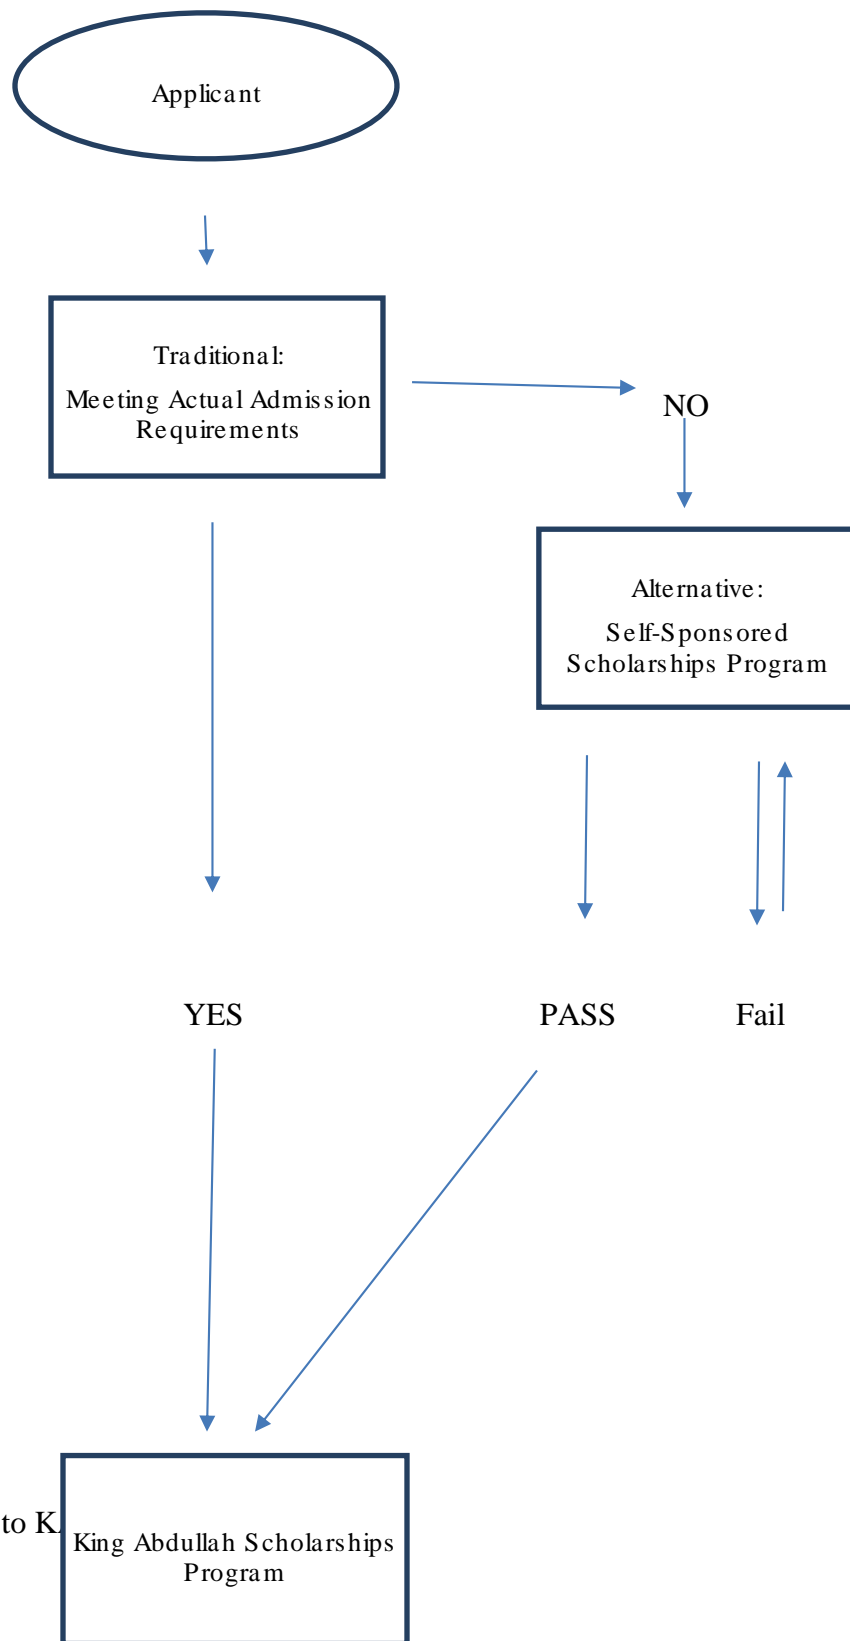 Applicant
Traditional:
Meeting Actual Admission
Requirements
NO
Alternative:
Self-Sponsored
Scholarships Program
YES
PASS
Fail
to
King Abdullah Scholarships
Program